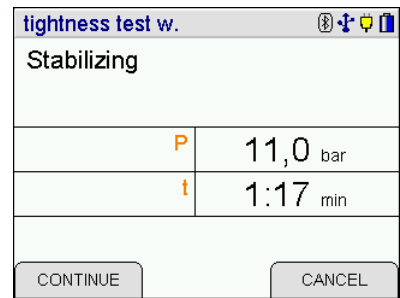 tightness test w.
Stabilizing
P 11,0 bar
t 1:17 min
CONTINUE CANCEL